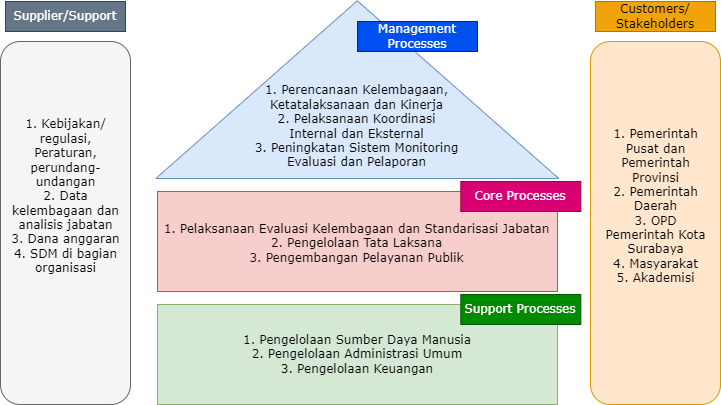 Supplier/Support
1. Kebijakan/
regulasi,
Peraturan,
perundang-
undangan
2. Data
kelembagaan dan
analisis jabatan
3. Dana anggaran
4. SDM di bagian
organisasi
Management
Processes
1. Perencanaan Kelembagaan,
Ketatalaksanaan dan Kinerja
2. Pelaksanaan Koordinasi
Internal dan Eksternal
3. Peningkatan Sistem Monitoring
Evaluasi dan Pelaporan
Core Processes
1. Pelaksanaan Evaluasi Kelembagaan dan Standarisasi Jabatan
2. Pengelolaan Tata Laksana
3. Pengembangan Pelayanan Publik
Support Processes
1. Pengelolaan Sumber Daya Manusia
2. Pengelolaan Administrasi Umum
3. Pengelolaan Keuangan
Customers/
Stakeholders
1. Pemerintah
Pusat dan
Pemerintah
Provinsi
2. Pemerintah
Daerah
3. OPD
Pemerintah Kota
Surabaya
4. Masyarakat
5. Akademisi